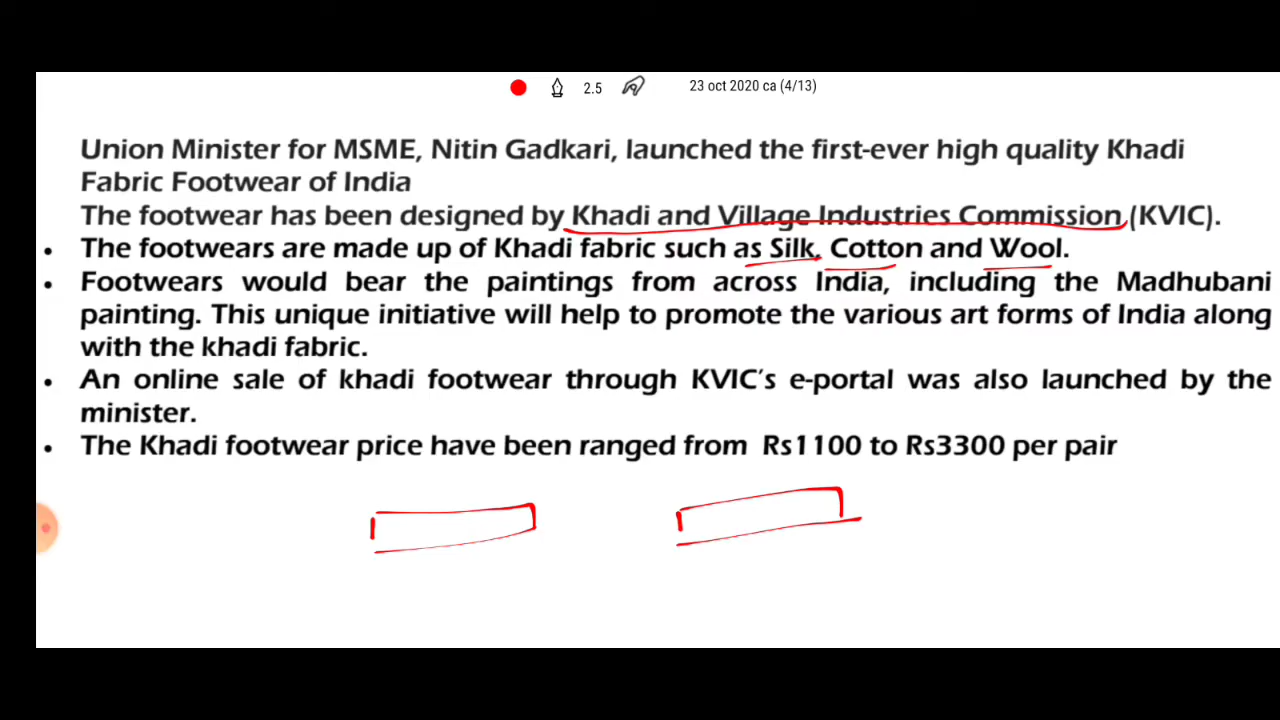 2.5 23 oct 2020 ca (4/13)
Union Minister for MSME, Nitin Gadkari, launched the first-ever high quality Khadi
Fabric Footwear of India
The footwear has been designed by Khadi and Village Industries Commission (KVIC).
• The footwears are made up of Khadi fabric such as Silk, Cotton and Wool.
• Footwears would bear the paintings from across India, including the Madhubani
painting. This unique initiative will help to promote the various art forms of India along
with the khadi fabric.
• An online sale of khadi footwear through KVIC's e-portal was also launched by the
minister.
• The Khadi footwear price have been ranged from Rs1100 to Rs3300 per pair